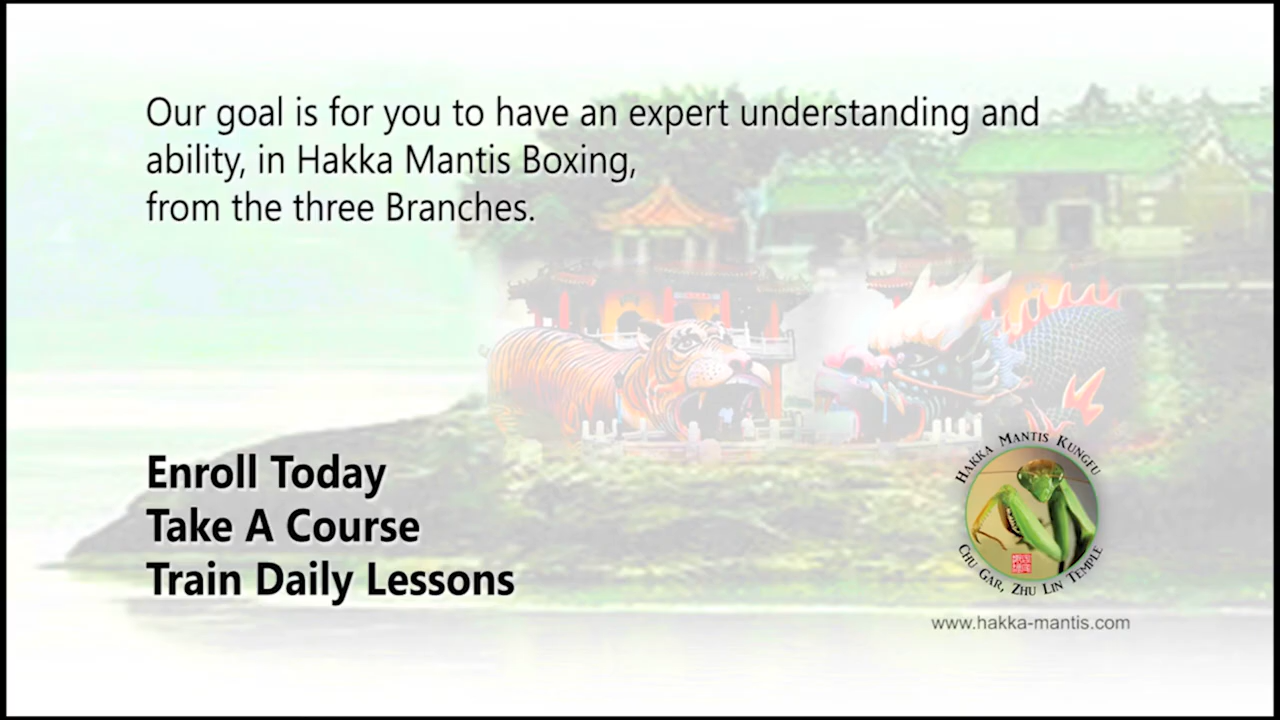 Our goal is for you to have an expert understanding and
ability, in Hakka Mantis Boxing,
from the three Branches.
Enroll Today
Take A Course
Train Daily Lessons
HAKKA MANTIS KUNGFU
CHU GAR, ZHU LIN TEMPLE
www.hakka-mantis.com